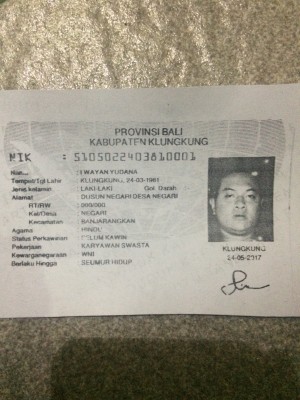 PROVINSI BALI
KABUPATEN KLUNGKUNG
NIK : 5105022403810001
I WAYAN YUDANA
Tempat/Tgl Lahir KLUNGKUNG, 24-03-1981
Jenis kelamin LAKI-LAKI Gol. Darah
Alamat DUSUN NEGARI DESA NEGARI
RT/RW 000/000
Kel/Desa NEGARI
Kecamatan BANJARANGKAN
Agama HINDU
Status Perkawinan BELUM KAWIN
Pekerjaan KARYAWAN SWASTA
Kewarganegaraan WNI
Berlaku Hingga SEUMUR HIDUP
KLUNGKUNG
24-05-2017